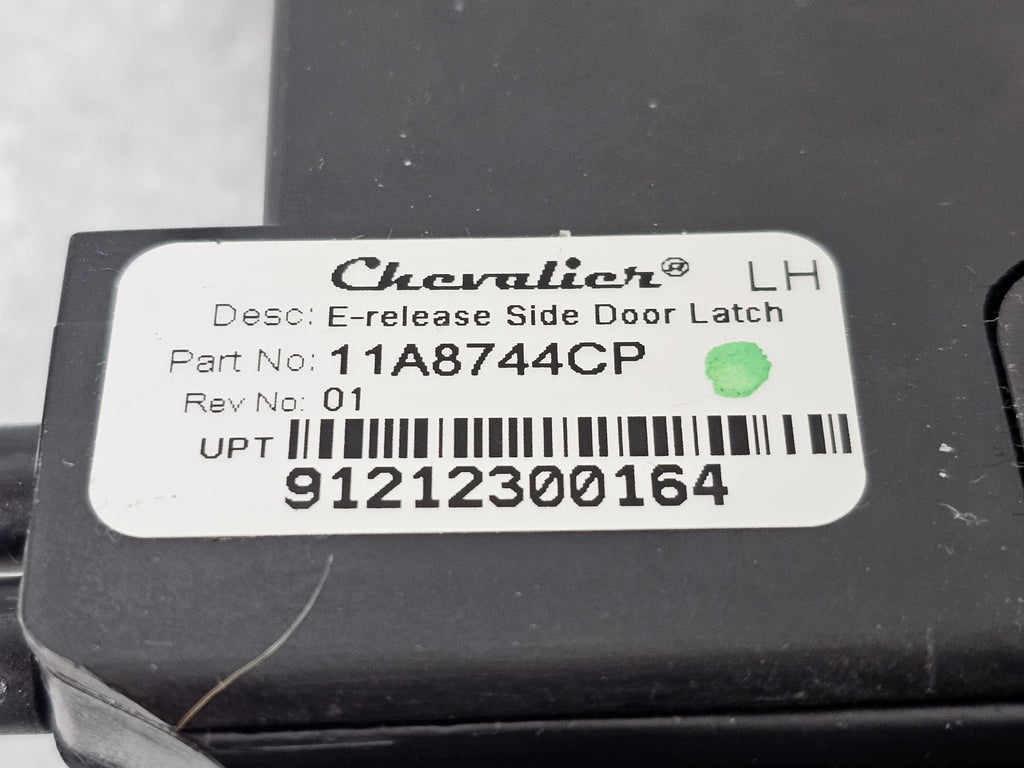 Chevalier® LH
Desc: E-release Side Door Latch
Part No: 11A8744CP
Rev No: 01
UPT
91212300164